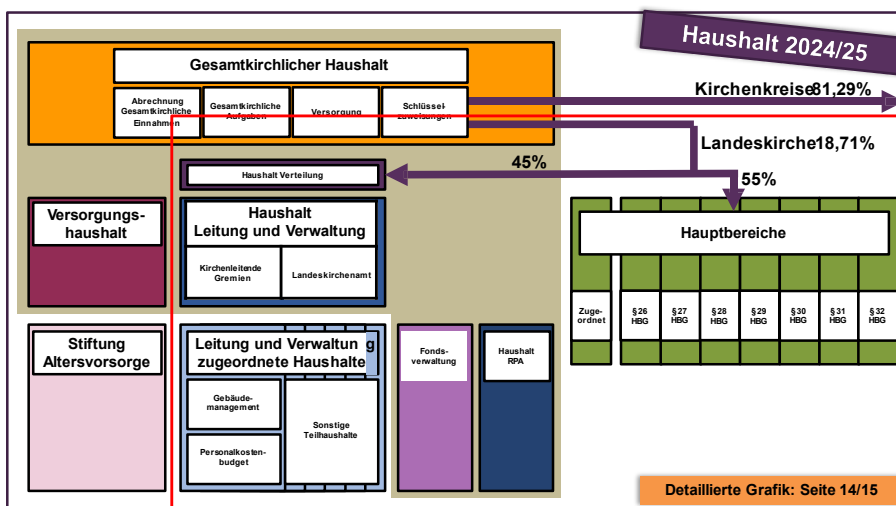 Haushalt 2024/25
Gesamtkirchlicher Haushalt
Abrechnung
Gesamtkirchliche
Einnahmen
Gesamtkirchliche
Aufgaben
Versorgung
Schlüssel-
zuweisungen
Kirchenkreise81,29%
Landeskirche18,71%
45%
55%
Haushalt Verteilung
Versorgungs-
haushalt
Haushalt
Leitung und Verwaltung
Kirchenleitende
Gremien
Landeskirchenamt
Hauptbereiche
Zuge-
ordnet
§26
HBG
§27
HBG
§28
HBG
§29
HBG
§30
HBG
§31
HBG
§32
HBG
Stiftung
Altersvorsorge
Leitung und Verwaltung
zugeordnete Haushalte
Gebäude-
management
Personalkosten-
budget
Sonstige
Teilhaushalte
Fonds-
verwaltung
Haushalt
RPA
Detaillierte Grafik: Seite 14/15